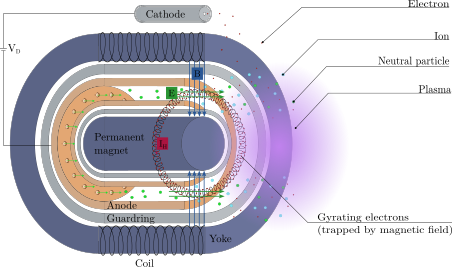 Electron
Cathode
Ion
V_D
Neutral particle
B
Plasma
E
Permanent
magnet
J_H
Anode
Guardring
Gyrating electrons
(trapped by magnetic field)
Yoke
Coil